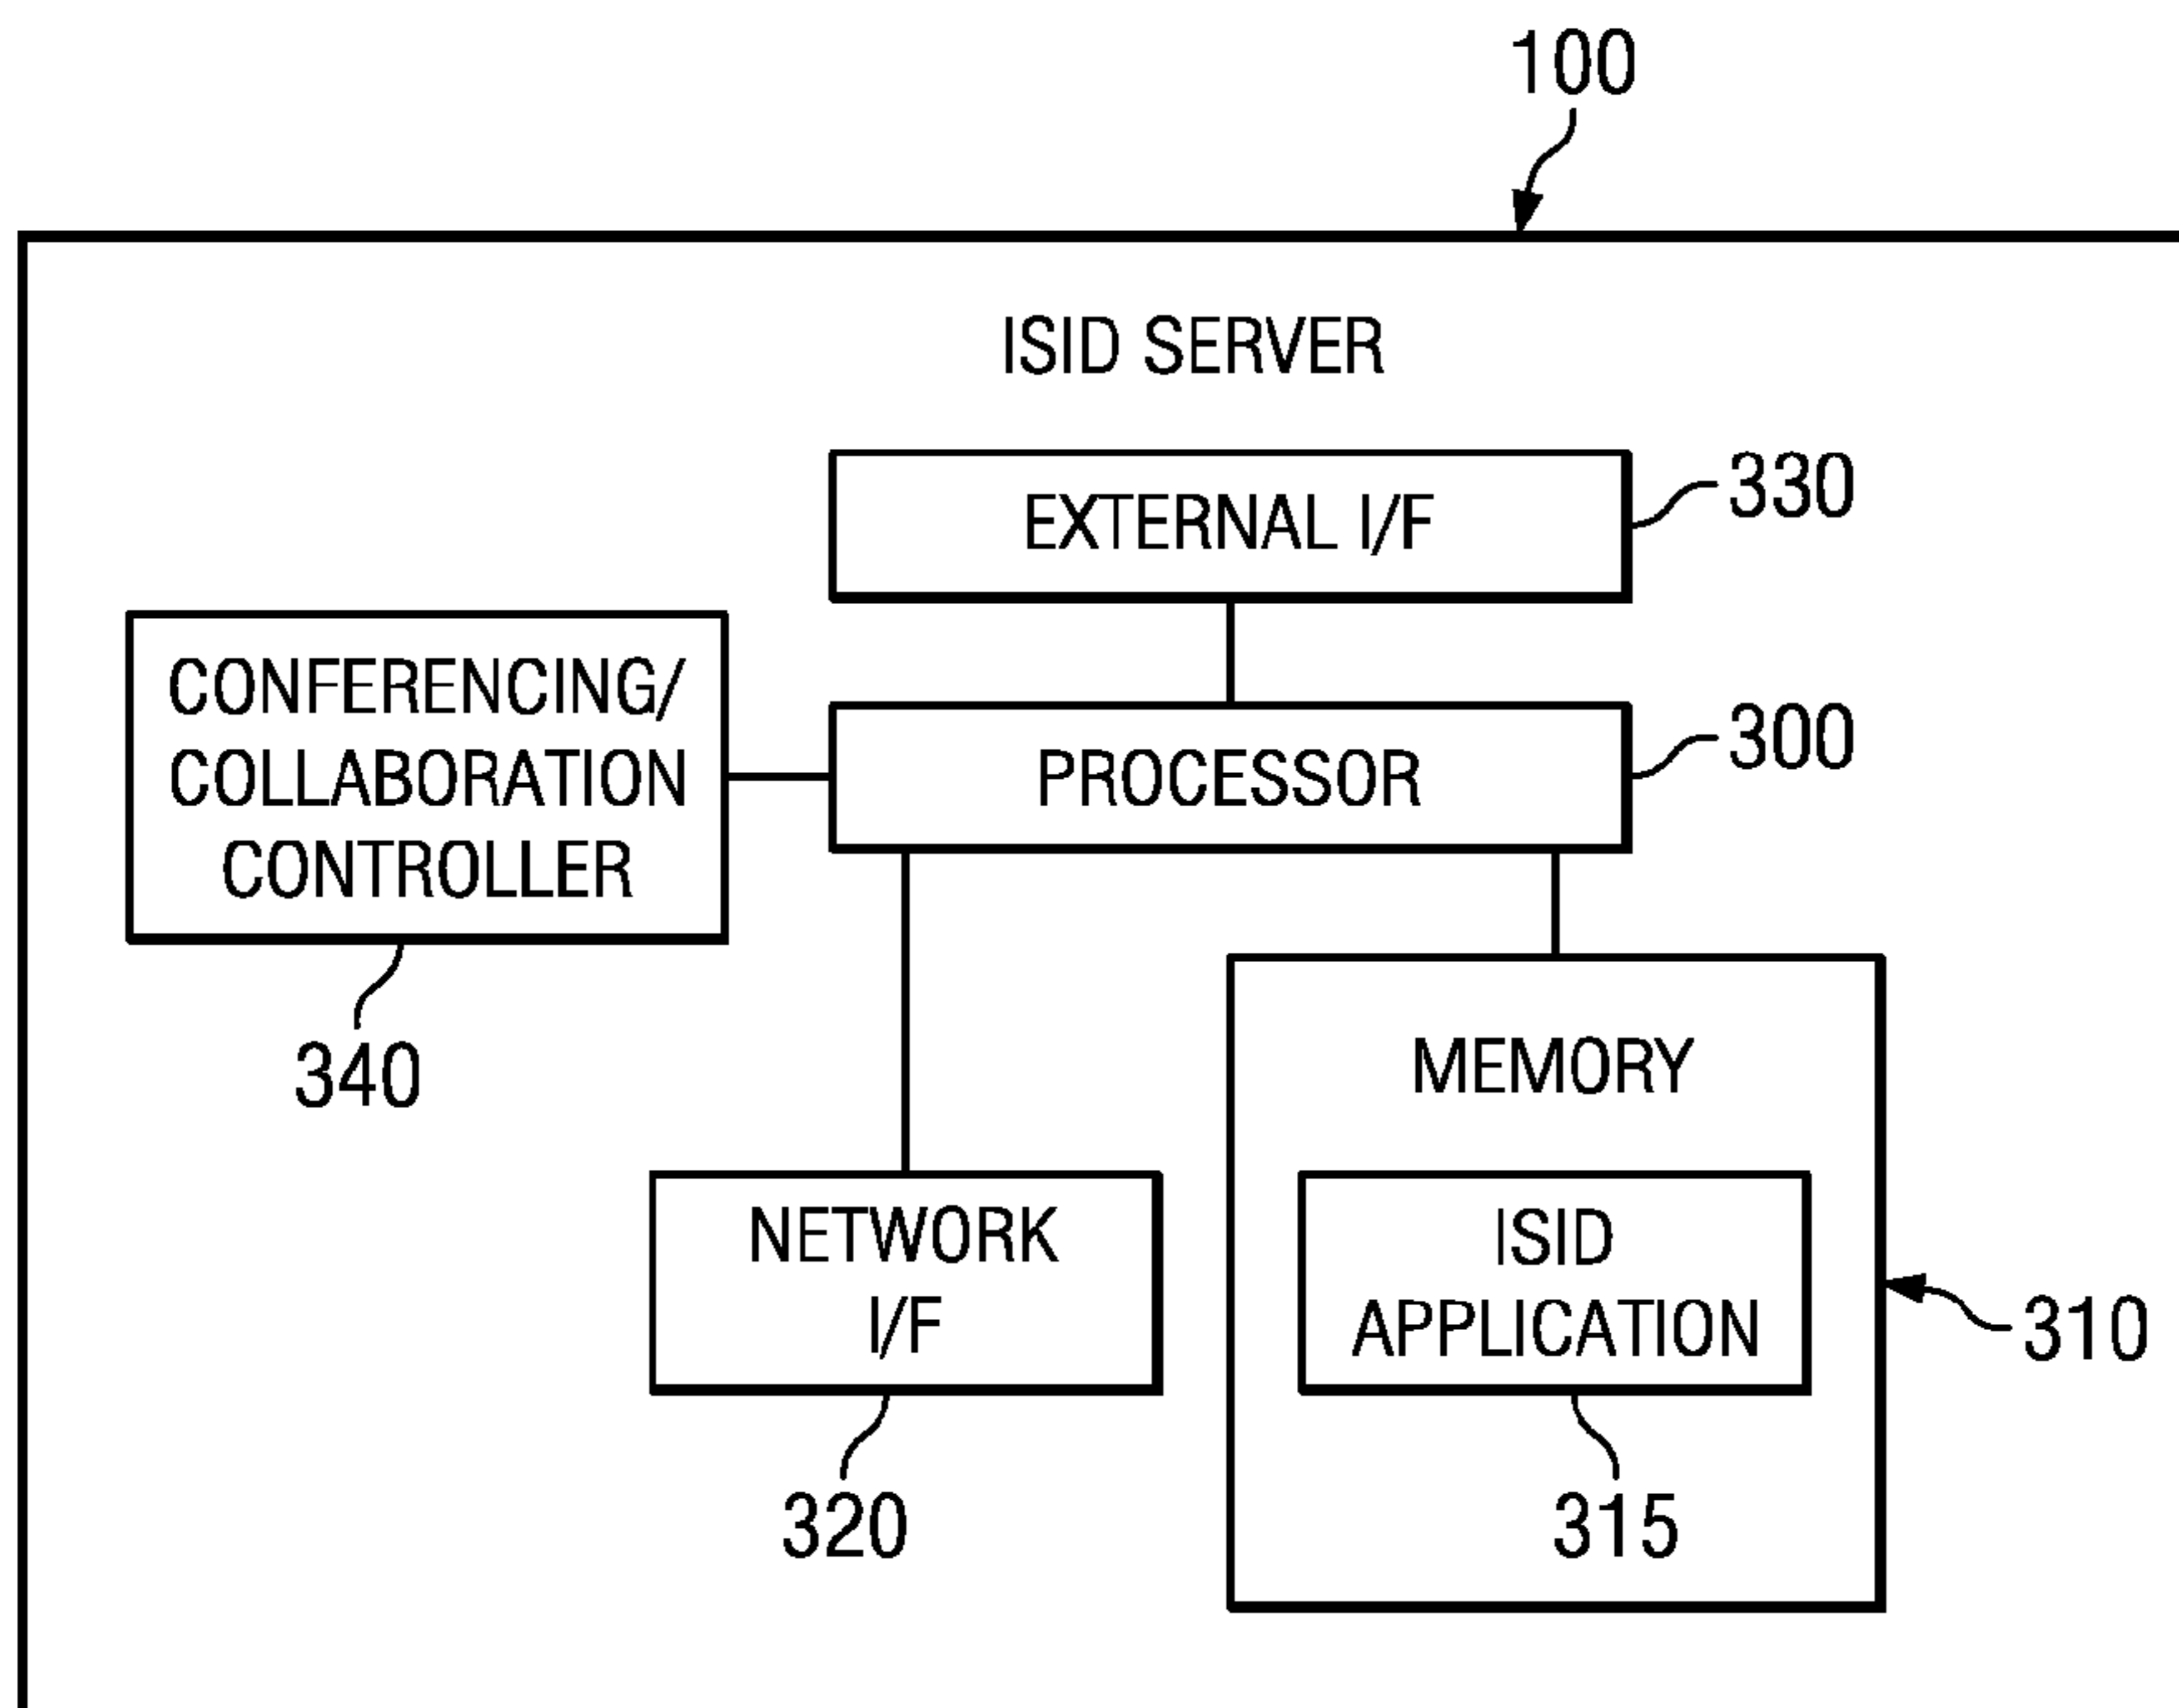 100
ISID SERVER
EXTERNAL I/F
330
CONFERENCING/
COLLABORATION
CONTROLLER
340
PROCESSOR
300
NETWORK
I/F
320
MEMORY
ISID
APPLICATION
315
310